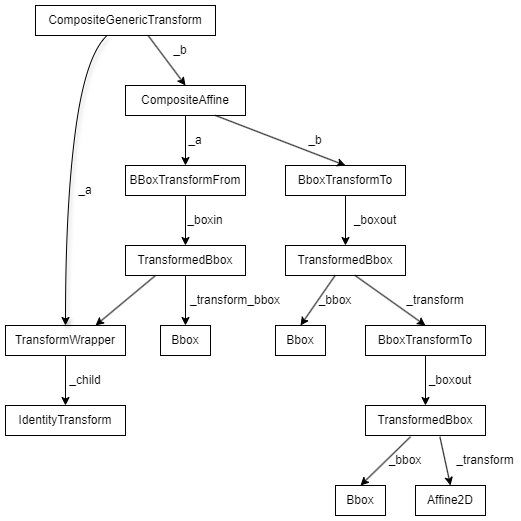 CompositeGenericTransform
_b
CompositeAffine
_a
_b
_a
BBoxTransformFrom
BboxTransformTo
_boxin
_boxout
TransformedBbox
TransformedBbox
_transform_bbox
_bbox
_transform
TransformWrapper
Bbox
Bbox
BboxTransformTo
_child
_boxout
IdentityTransform
TransformedBbox
_bbox
_transform
Bbox
Affine2D